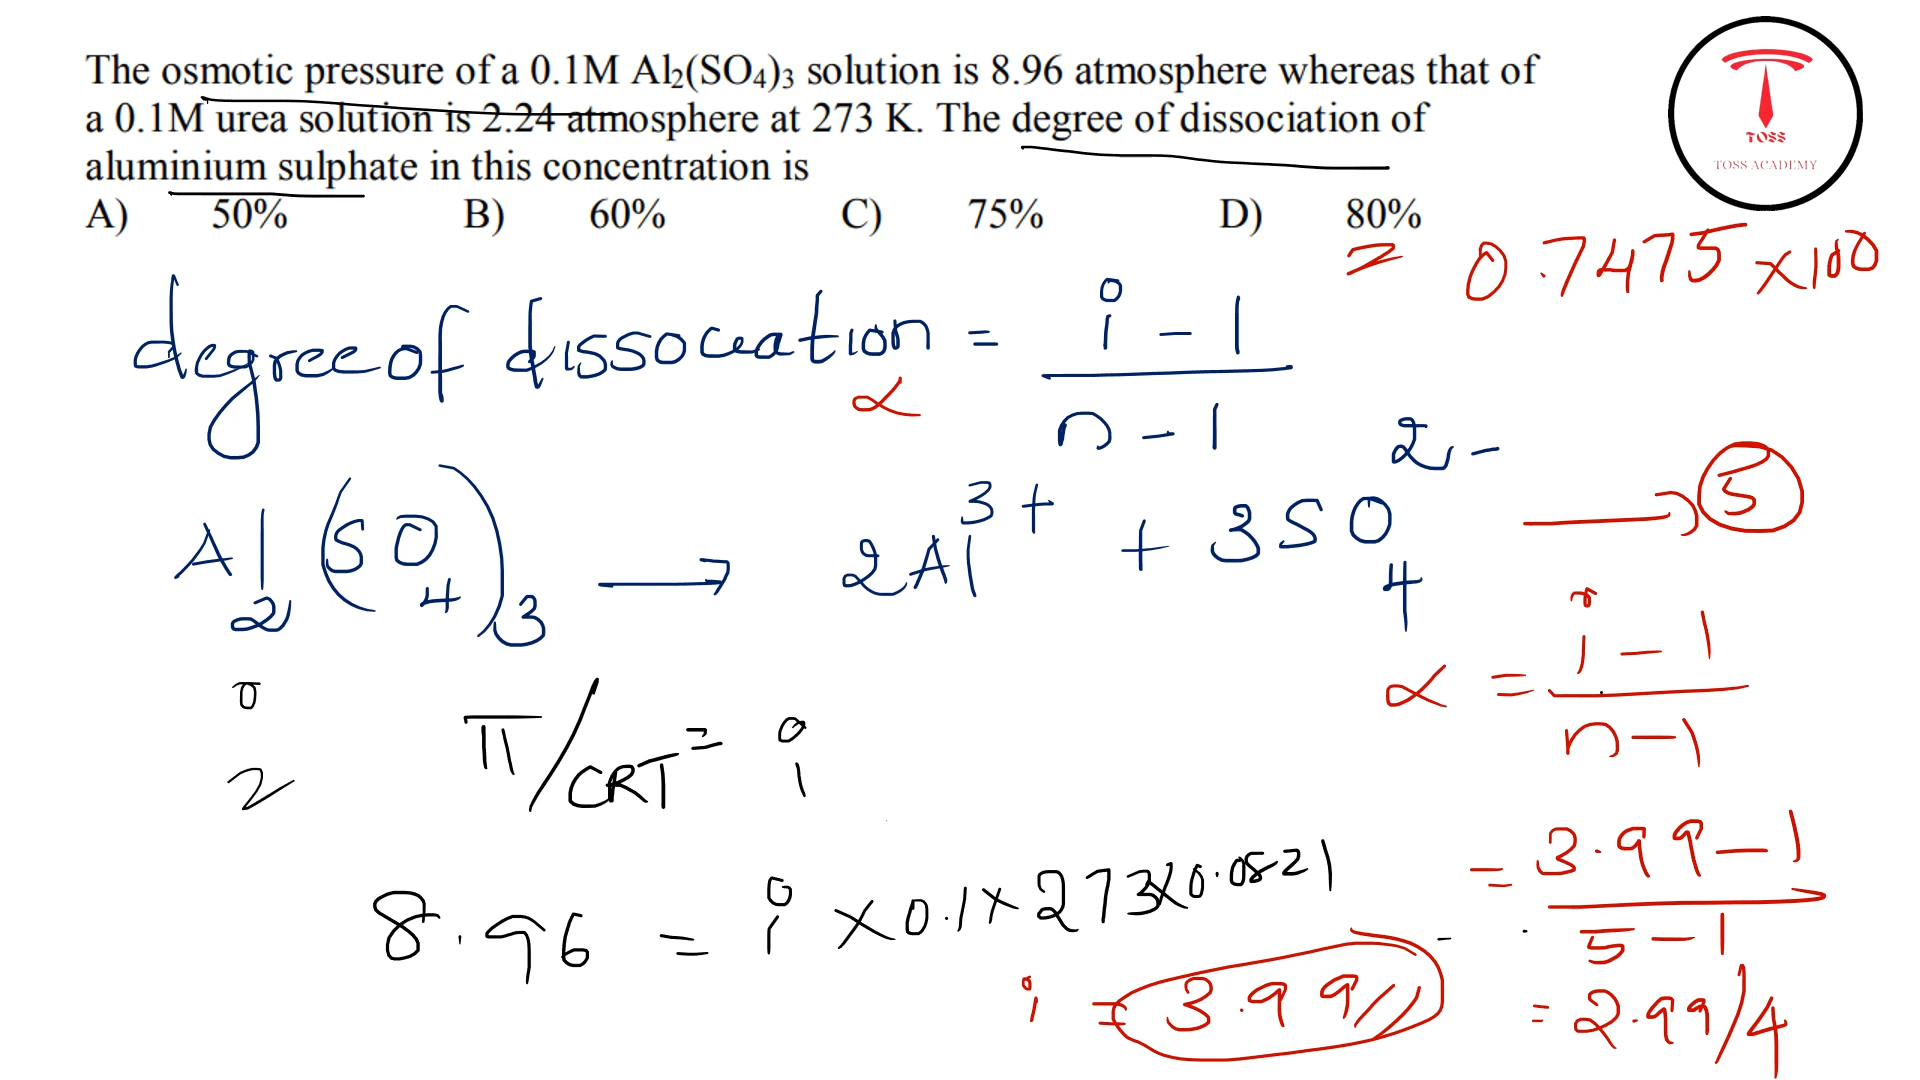 The osmotic pressure of a 0.1M Al₂(SO₄)₃ solution is 8.96 atmosphere whereas that of
a 0.1M urea solution is 2.24 atmosphere at 273 K. The degree of dissociation of
aluminium sulphate in this concentration is
A) 50% B) 60% C) 75% D) 80%
TOSS
TOSS ACADEMY
= 0.7475 × 100
degree of dissociation = i - 1 / n - 1
α
Al₂(SO₄)₃ → 2Al³⁺ + 3SO₄²⁻ → 5
π/CRT = i
α = i - 1 / n - 1
8.96 = i × 0.1 × 273 × 0.0821
= 3.99 - 1 / 5 - 1
i = 3.99
= 2.99/4